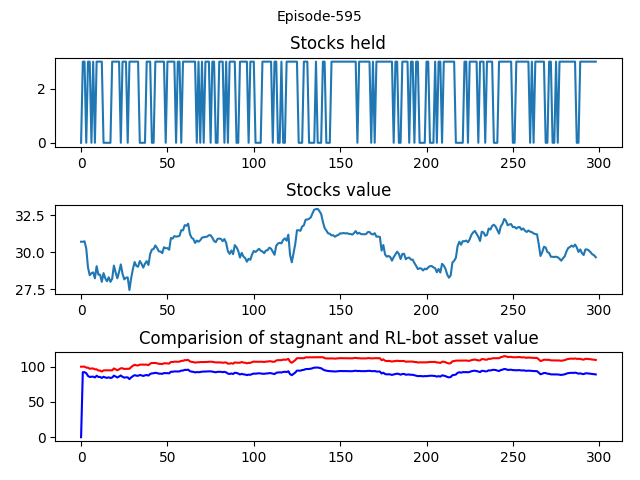 Episode-595
Stocks held
2
0
0 50 100 150 200 250 300
Stocks value
32.5
30.0
27.5
0 50 100 150 200 250 300
Comparision of stagnant and RL-bot asset value
100
50
0
0 50 100 150 200 250 300